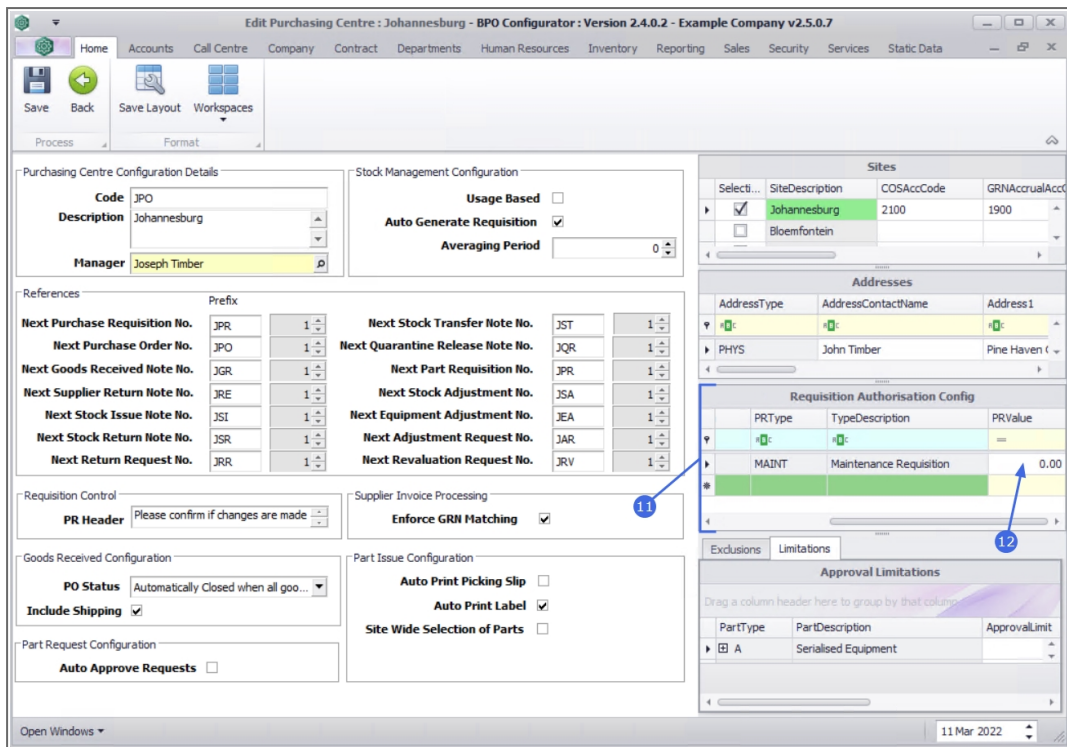 Edit Purchasing Centre : Johannesburg - BPO Configurator : Version 2.4.0.2 - Example Company v2.5.0.7
Home Accounts Call Centre Company Contract Departments Human Resources Inventory Reporting Sales Security Services Static Data
Save Back Save Layout Workspaces
Process Format
Purchasing Centre Configuration Details
Code JPO
Description Johannesburg
Manager Joseph Timber
Stock Management Configuration
Usage Based
Auto Generate Requisition
Averaging Period 0
References
Prefix
Next Purchase Requisition No. JPR 1
Next Purchase Order No. JPO 1
Next Goods Received Note No. JGR 1
Next Supplier Return Note No. JRE 1
Next Stock Issue Note No. JSI 1
Next Stock Return Note No. JSR 1
Next Return Request No. JRR 1
Next Stock Transfer Note No. JST 1
Next Quarantine Release Note No. JQR 1
Next Part Requisition No. JPR 1
Next Stock Adjustment No. JSA 1
Next Equipment Adjustment No. JEA 1
Next Adjustment Request No. JAR 1
Next Revaluation Request No. JRV 1
Requisition Control
PR Header Please confirm if changes are made
Supplier Invoice Processing
Enforce GRN Matching
Goods Received Configuration
PO Status Automatically Closed when all goo...
Include Shipping
Part Issue Configuration
Auto Print Picking Slip
Auto Print Label
Site Wide Selection of Parts
Part Request Configuration
Auto Approve Requests
Sites
Selecti... SiteDescription COSAccCode GRNAccrualAccC
Johannesburg 2100 1900
Bloemfontein
Addresses
AddressType AddressContactName Address1
PHYS John Timber Pine Haven (
Requisition Authorisation Config
PRType TypeDescription PRValue
=
MAINT Maintenance Requisition 0.00
11
12
Exclusions Limitations
Approval Limitations
Drag a column header here to group by that column
PartType PartDescription ApprovalLimit
A Serialised Equipment
Open Windows 11 Mar 2022